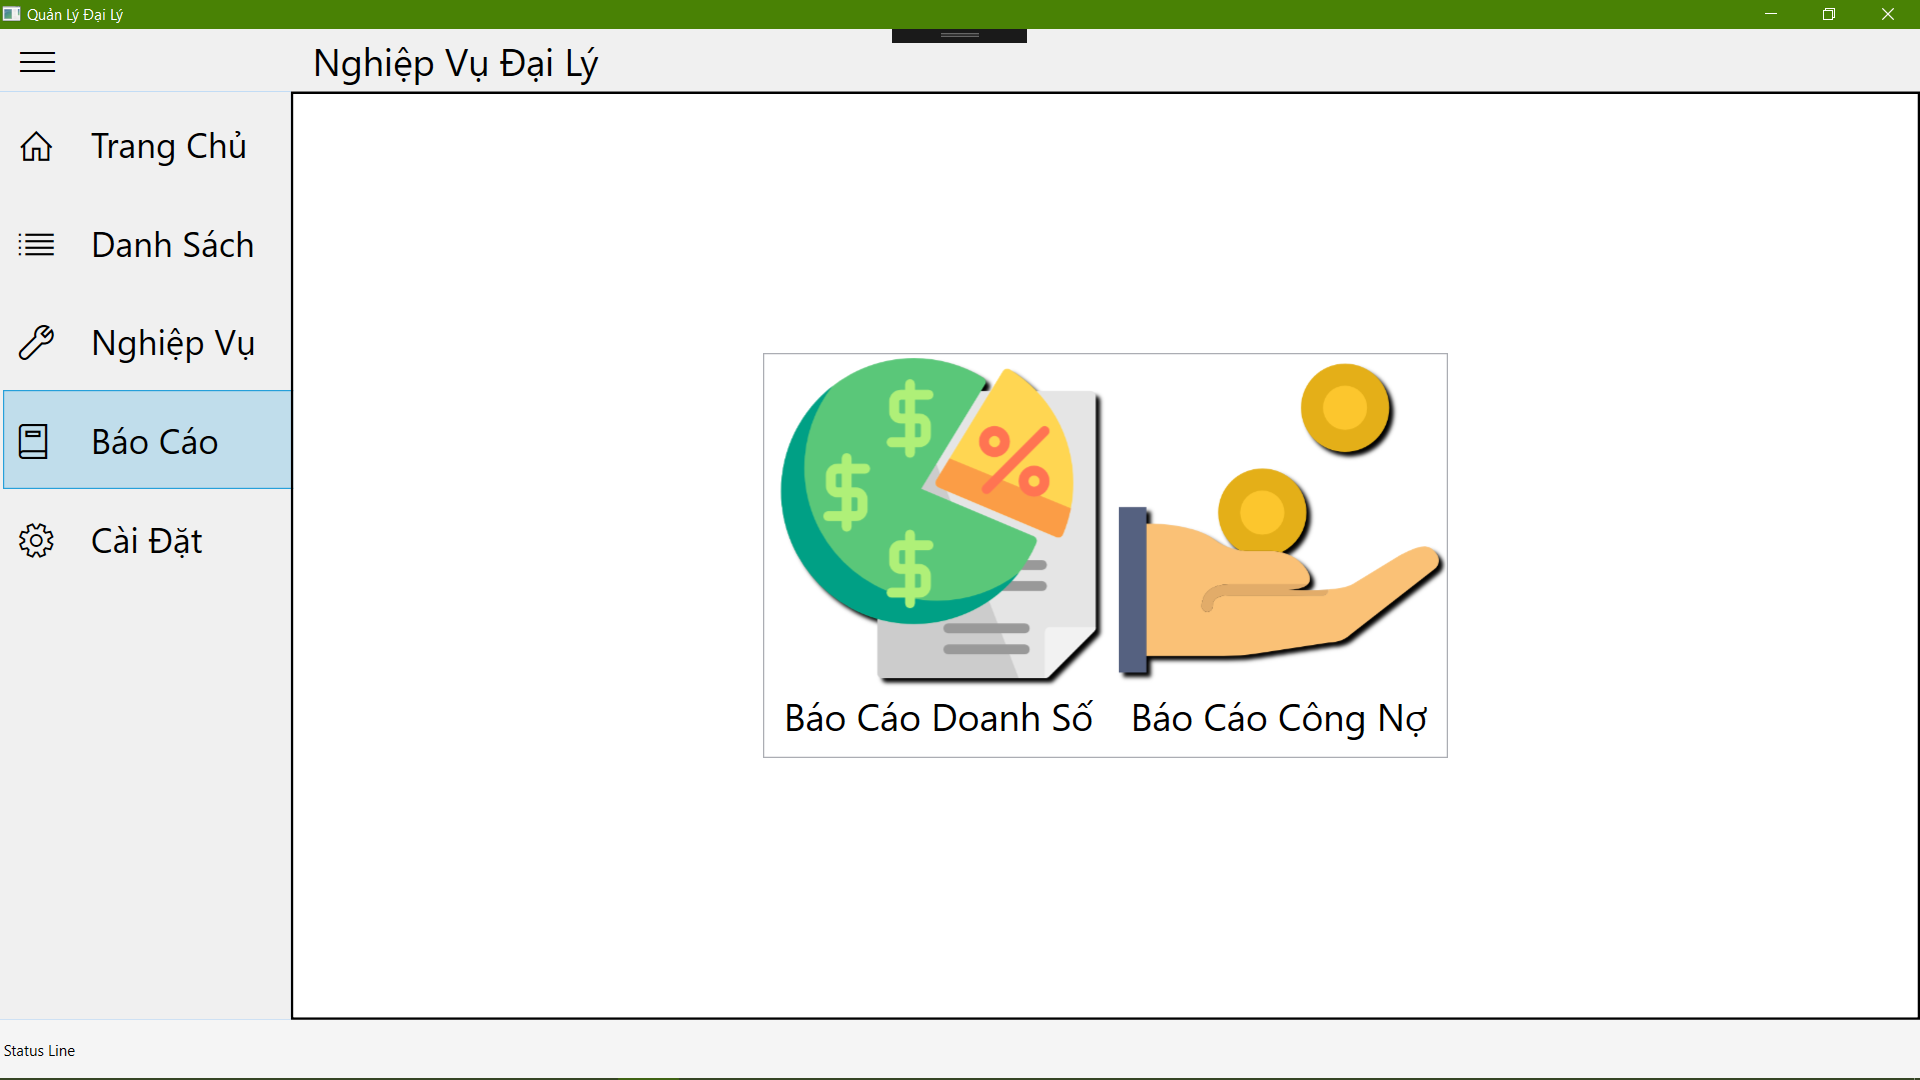 Quản Lý Đại Lý
Nghiệp Vụ Đại Lý
Trang Chủ
Danh Sách
Nghiệp Vụ
Báo Cáo
Cài Đặt
$
%
$
$
Báo Cáo Doanh Số
Báo Cáo Công Nợ
Status Line